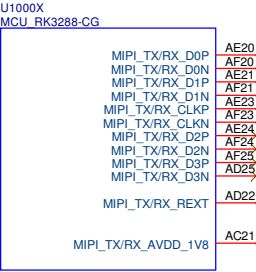 U1000X
MCU_RK3288-CG
MIPI_TX/RX_D0P AE20
MIPI_TX/RX_D0N AF20
MIPI_TX/RX_D1P AE21
MIPI_TX/RX_D1N AF21
MIPI_TX/RX_CLKP AE23
MIPI_TX/RX_CLKN AF23
MIPI_TX/RX_D2P AE24
MIPI_TX/RX_D2N AF24
MIPI_TX/RX_D3P AF25
MIPI_TX/RX_D3N AD25
MIPI_TX/RX_REXT AD22
MIPI_TX/RX_AVDD_1V8 AC21